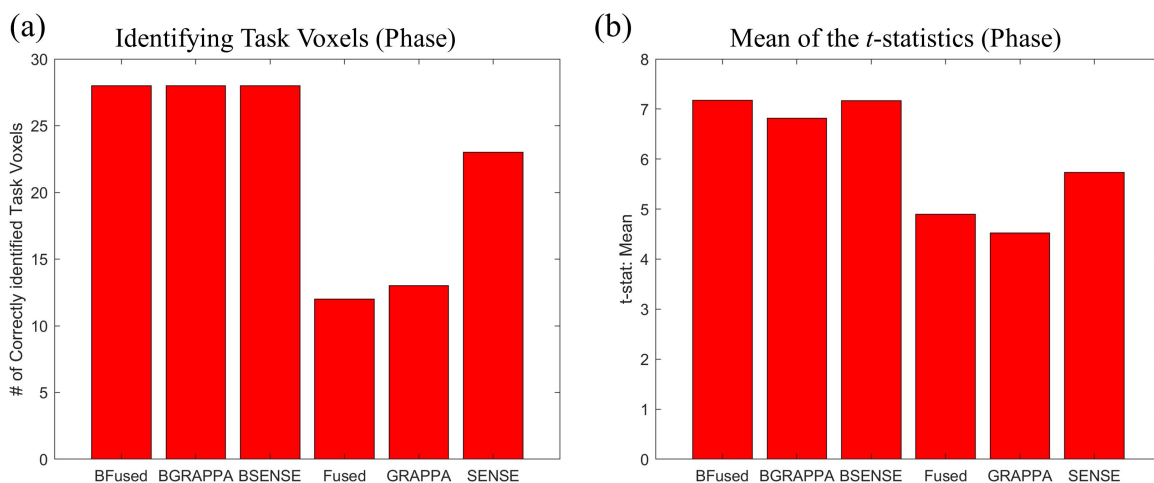 (a)
Identifying Task Voxels (Phase)
30
25
20
15
10
5
0
# of Correctly identified Task Voxels
BFused BGRAPPA BSENSE Fused GRAPPA SENSE
(b)
Mean of the t-statistics (Phase)
8
7
6
5
4
3
2
1
0
t-stat: Mean
BFused BGRAPPA BSENSE Fused GRAPPA SENSE